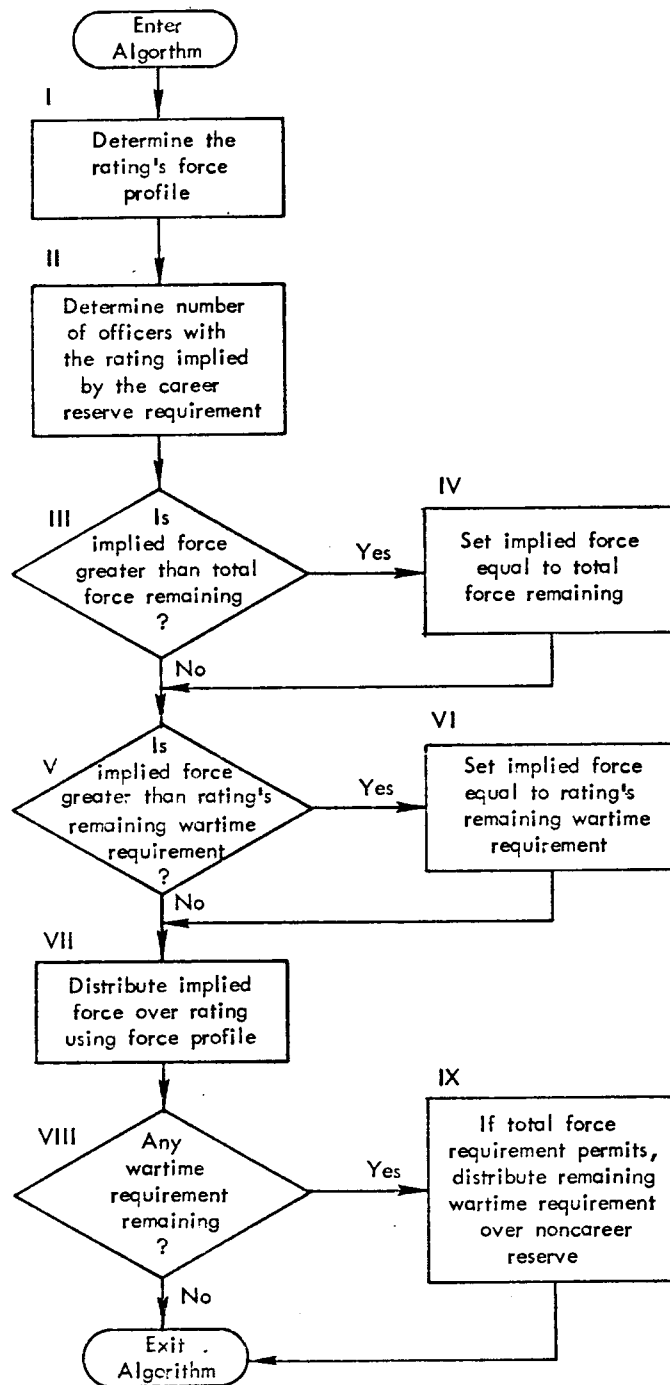 Enter
Algorthm
I
Determine the
rating's force
profile
II
Determine number
of officers with
the rating implied
by the career
reserve requirement
III
Is
implied force
greater than total
force remaining
?
Yes
IV
Set implied force
equal to total
force remaining
No
V
Is
implied force
greater than rating's
remaining wartime
requirement
?
Yes
VI
Set implied force
equal to rating's
remaining wartime
requirement
No
VII
Distribute implied
force over rating
using force profile
VIII
Any
wartime
requirement
remaining
?
Yes
IX
If total force
requirement permits,
distribute remaining
wartime requirement
over noncareer
reserve
No
Exit
Algorithm